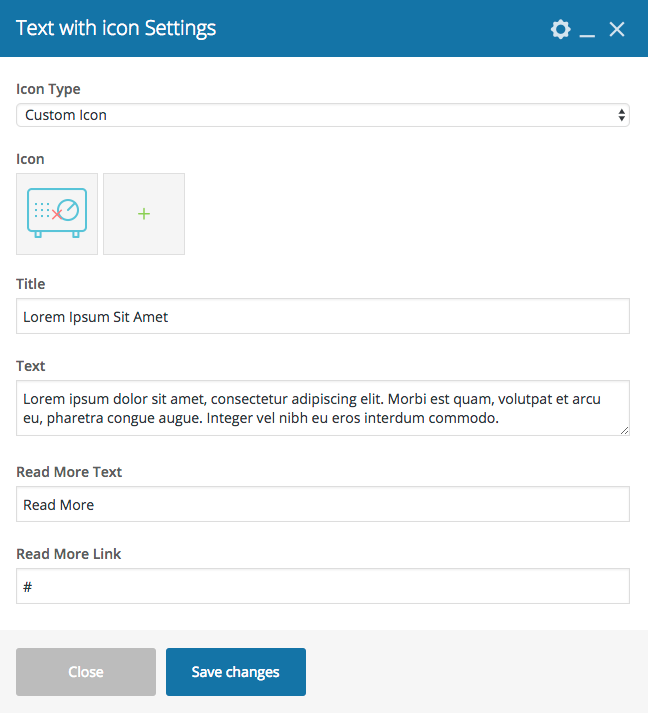 Text with icon Settings
Icon Type
Custom Icon
Icon
Title
Lorem Ipsum Sit Amet
Text
Lorem ipsum dolor sit amet, consectetur adipiscing elit. Morbi est quam, volutpat et arcu
eu, pharetra congue augue. Integer vel nibh eu eros interdum commodo.
Read More Text
Read More
Read More Link
#
Close
Save changes